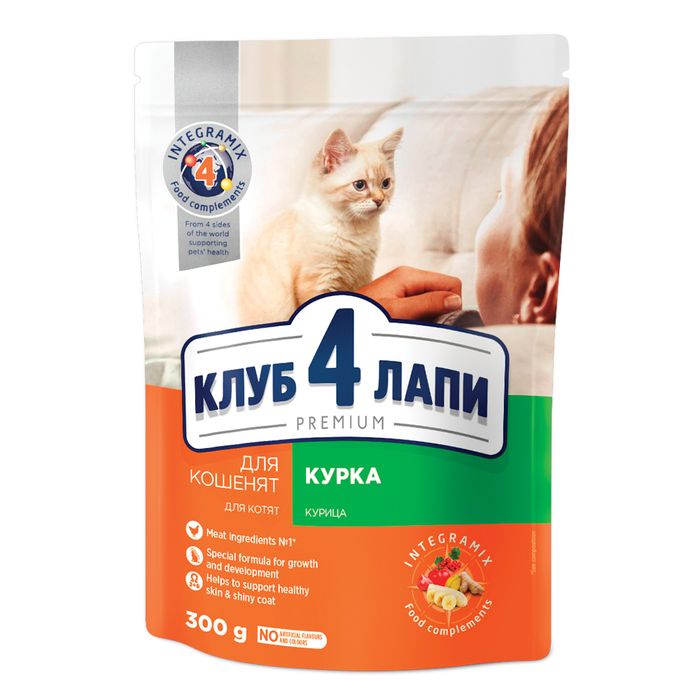 INTEGRAMIX
4
Food complements
From 4 sides
of the world
supporting
pets' health
КЛУБ 4 ЛАПИ
PREMIUM
ДЛЯ
КОШЕНЯТ
ДЛЯ КОТЯТ
КУРКА
КУРИЦА
Meat ingredients №1*
Special formula for growth
and development
Helps to support healthy
skin & shiny coat
300 g
NO ARTIFICIAL FLAVOURS
AND COLOURS
INTEGRAMIX
Food complements
*See composition